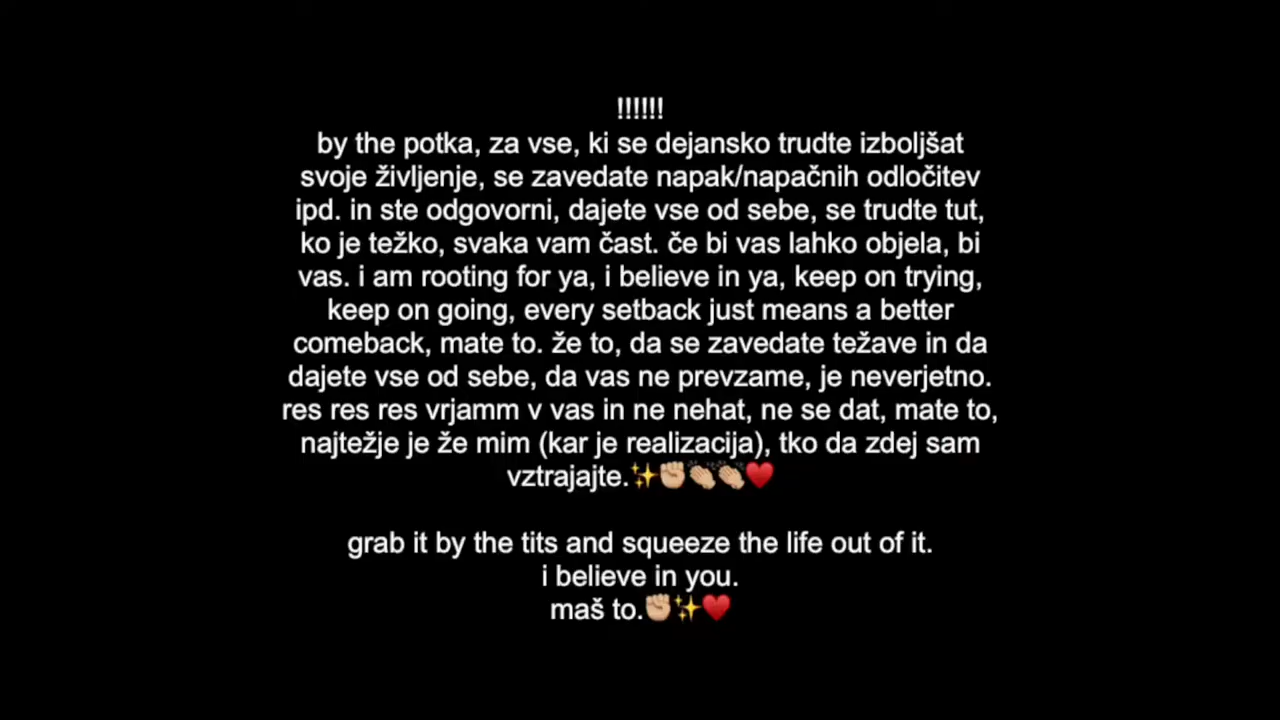 !!!!!!
by the potka, za vse, ki se dejansko trudte izboljšat
svoje življenje, se zavedate napak/napačnih odločitev
ipd. in ste odgovorni, dajete vse od sebe, se trudte tut,
ko je težko, svaka vam čast. če bi vas lahko objela, bi
vas. i am rooting for ya, i believe in ya, keep on trying,
keep on going, every setback just means a better
comeback, mate to. že to, da se zavedate težave in da
dajete vse od sebe, da vas ne prevzame, je neverjetno.
res res res vrjamm v vas in ne nehat, ne se dat, mate to,
najtežje je že mim (kar je realizacija), tko da zdej sam
vztrajajte.✨✊🏼👏🏼👏🏼♥️
grab it by the tits and squeeze the life out of it.
i believe in you.
maš to.✊🏼✨♥️